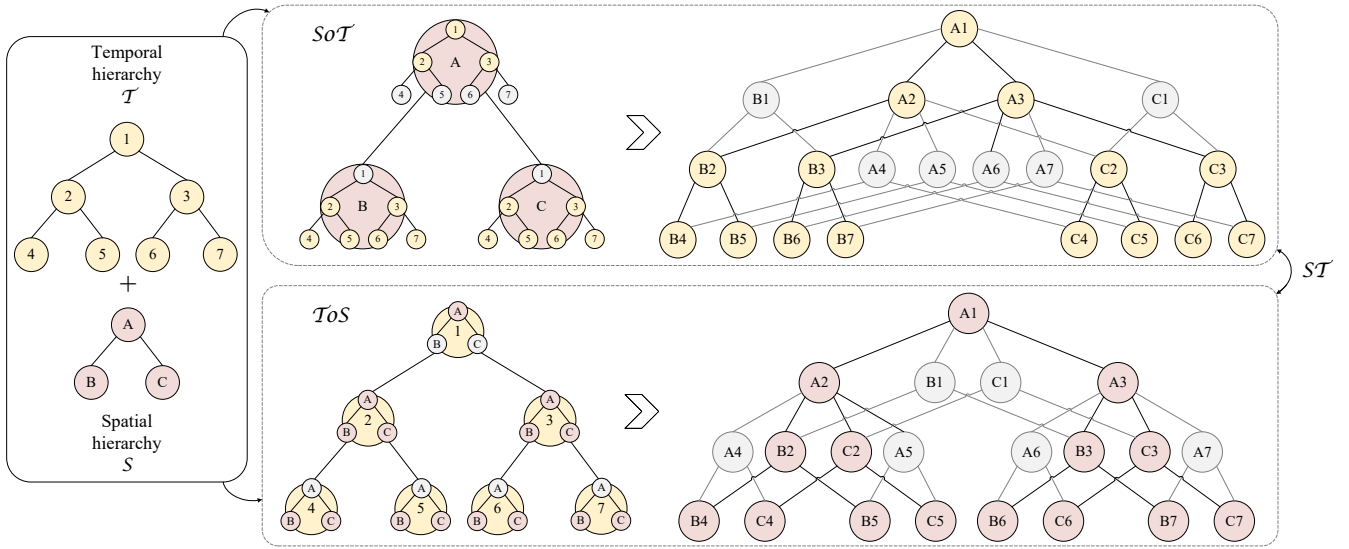 Temporal
hierarchy
𝒯
1
2 3
4 5 6 7
+
A
B C
Spatial
hierarchy
𝒮
𝒮o𝒯
1
2 A 3
4 5 6 7
1 1
2 B 3 2 C 3
4 5 6 7 4 5 6 7
A1
B1 A2 A3 C1
B2 B3 A4 A5 A6 A7 C2 C3
B4 B5 B6 B7 C4 C5 C6 C7
𝒮𝒯
𝒯o𝒮
A
1
B C
A A
2 3
B C B C
A A A A
4 5 6 7
B C B C B C B C
A1
A2 B1 C1 A3
A4 B2 C2 A5 A6 B3 C3 A7
B4 C4 B5 C5 B6 C6 B7 C7